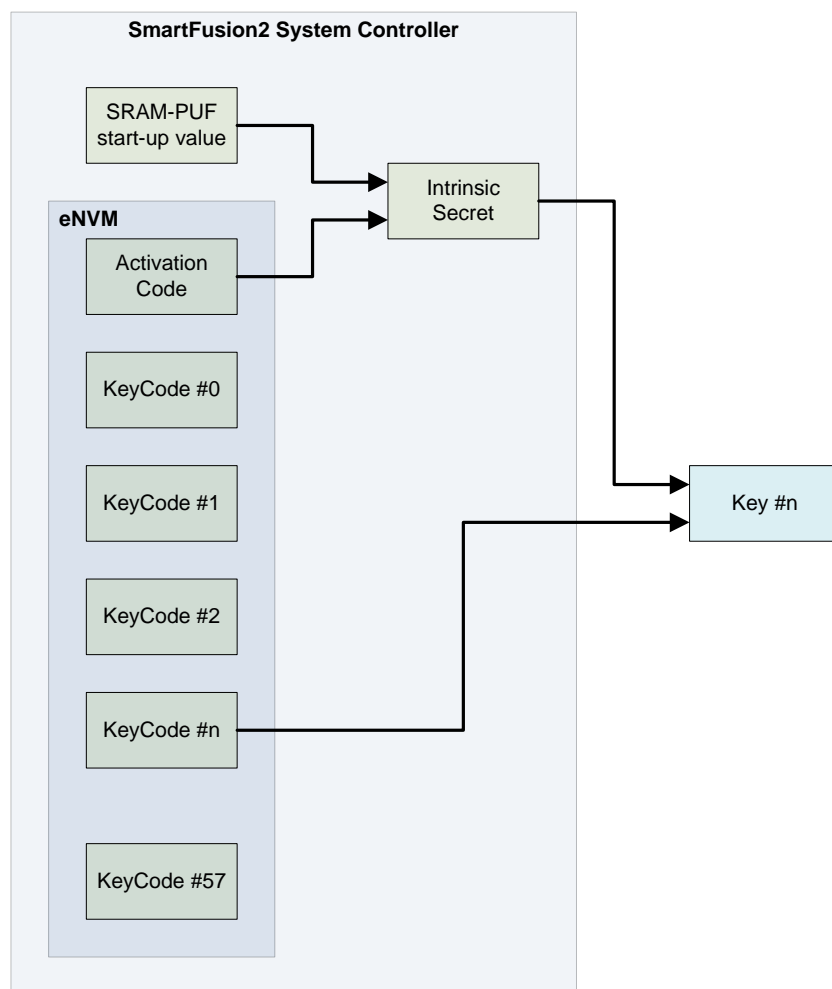 SmartFusion2 System Controller
SRAM-PUF
start-up value
Intrinsic
Secret
eNVM
Activation
Code
KeyCode #0
KeyCode #1
Key #n
KeyCode #2
KeyCode #n
KeyCode #57